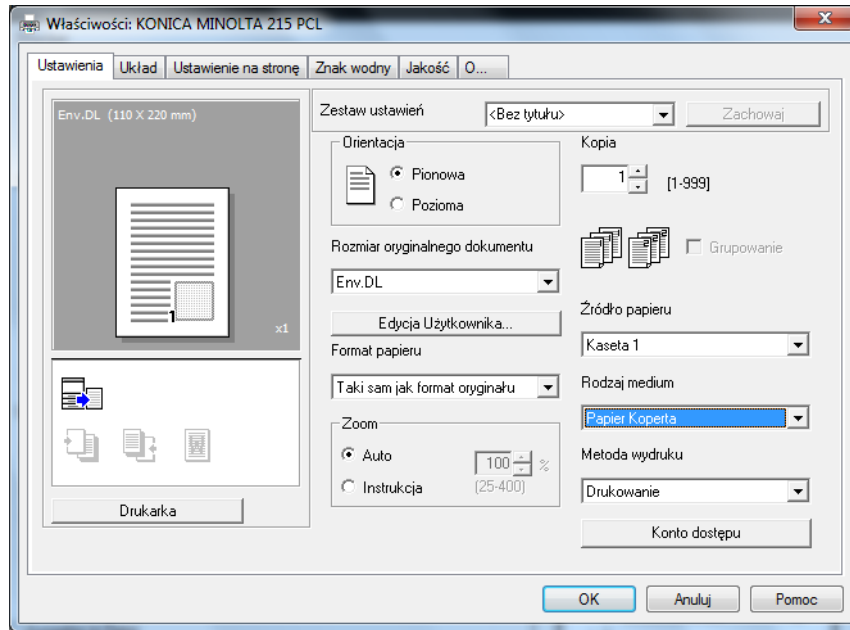 Właściwości: KONICA MINOLTA 215 PCL
Ustawienia Układ Ustawienie na stronę Znak wodny Jakość O...
Env.DL (110 X 220 mm)
1
x1
Drukarka
Zestaw ustawień <Bez tytułu> Zachowaj
Orientacja
Pionowa
Pozioma
Rozmiar oryginalnego dokumentu
Env.DL
Edycja Użytkownika...
Format papieru
Taki sam jak format oryginału
Zoom
Auto 100 %
Instrukcja (25-400)
Kopia
1 [1-999]
Grupowanie
Źródło papieru
Kaseta 1
Rodzaj medium
Papier Koperta
Metoda wydruku
Drukowanie
Konto dostępu
OK Anuluj Pomoc